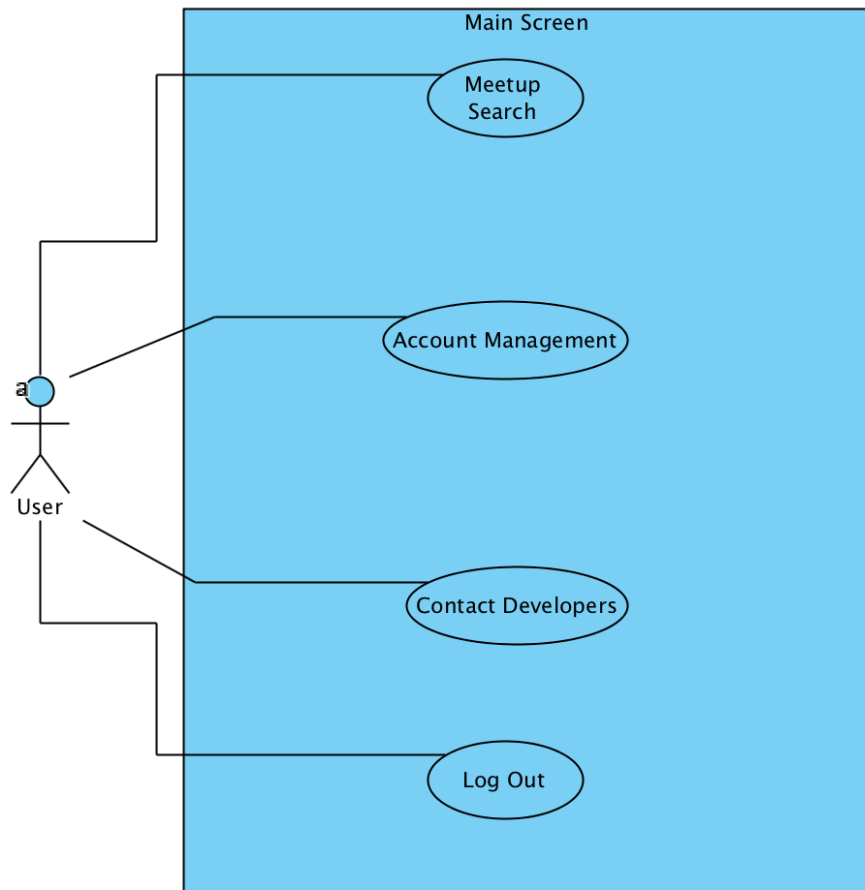 Main Screen
Meetup
Search
Account Management
a
User
Contact Developers
Log Out